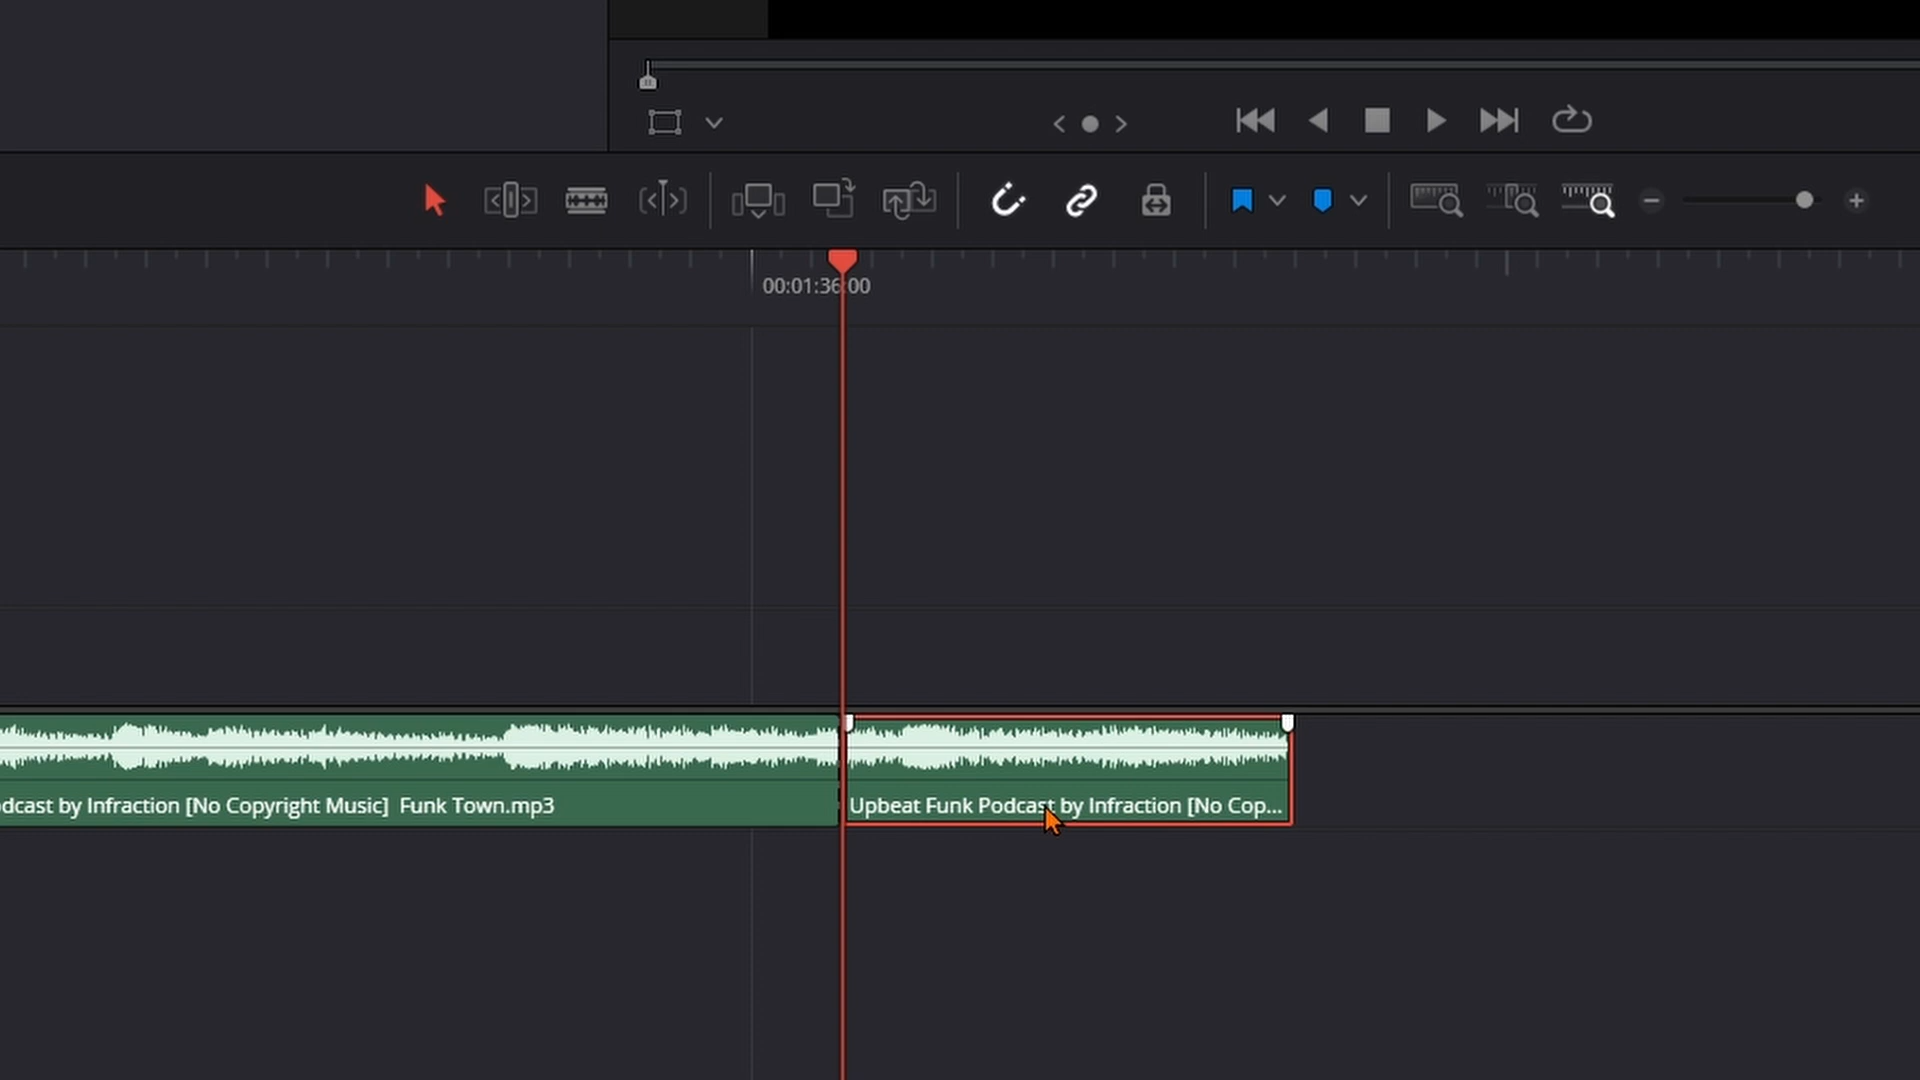 00:01:36:00
dcast by Infraction [No Copyright Music]  Funk Town.mp3
Upbeat Funk Podcast by Infraction [No Cop...